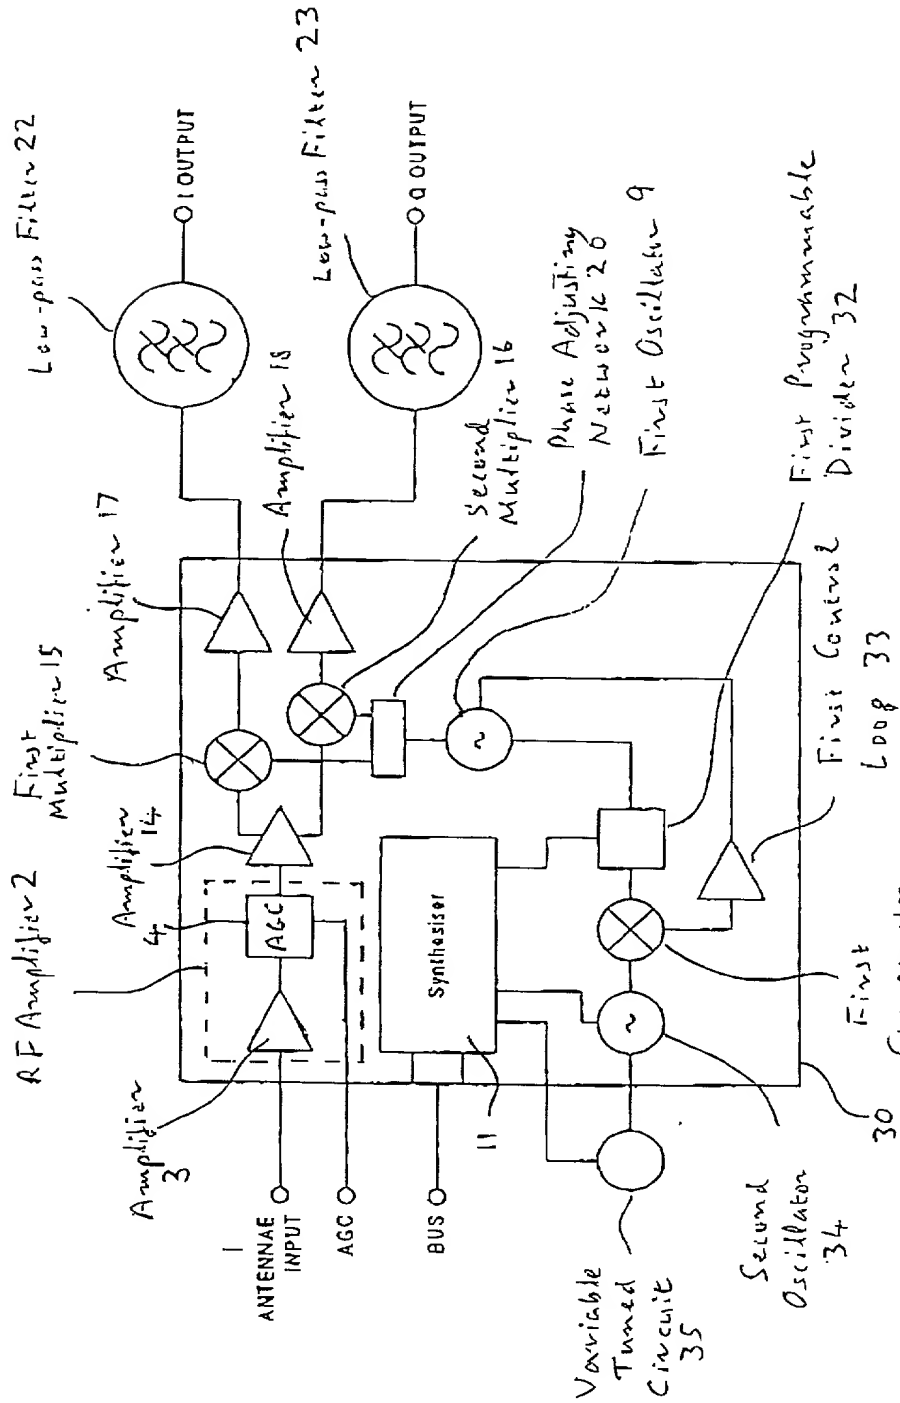 RF Amplifier 2
First
Multiplier 15
Low-pass Filter 22
Amplifier
3
4
Amplifier
14
Amplifier 17
Amplifier 18
Low-pass Filter 23
I OUTPUT
1
ANTENNAE
INPUT
AGC
AGC
Second
Multiplier 16
Q OUTPUT
BUS
11
Synthesiser
Phase Adjusting
Network 20
First Oscillator 9
Variable
Tuned
Circuit
35
Second
Oscillator
34
30
First
First Control
Loop 33
First Programmable
Divider 32